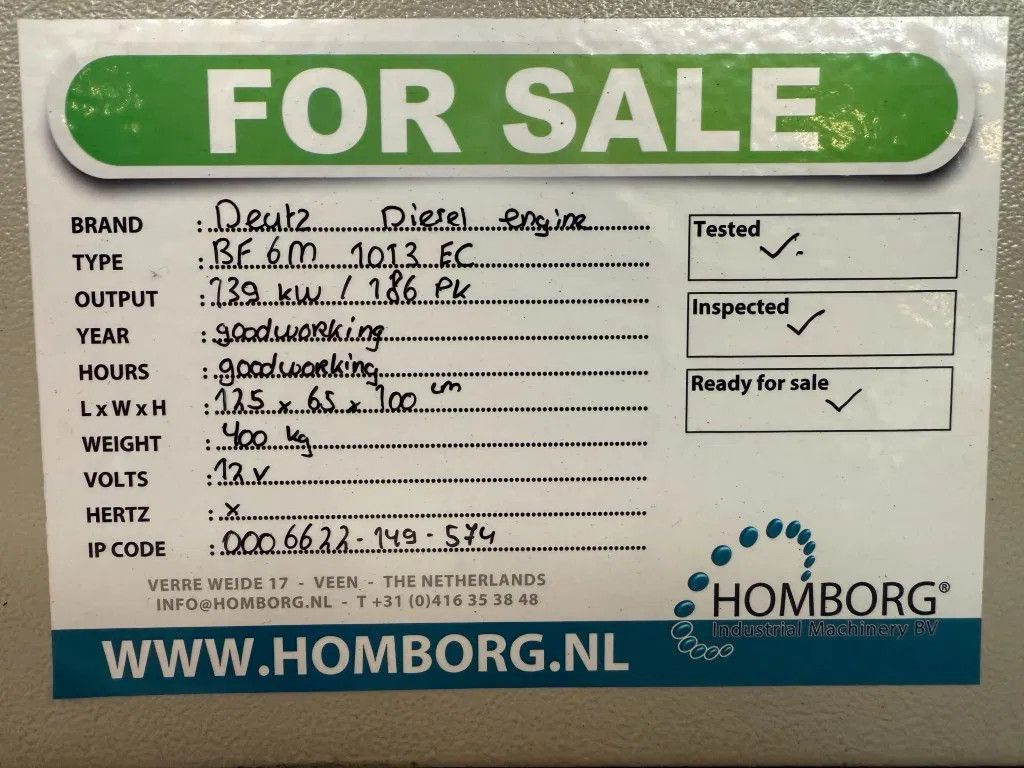 FOR SALE
BRAND : Deutz Diesel engine
TYPE : BF 6M 1013 EC
OUTPUT : 139 kW / 186 PK
YEAR : goodworking
HOURS : goodworking
L x W x H : 125 x 65 x 100 cm
WEIGHT : 400 kg
VOLTS : 12 V
HERTZ : x
IP CODE : 000 6622-149-574
Tested ✓.
Inspected ✓
Ready for sale ✓
VERRE WEIDE 17 - VEEN - THE NETHERLANDS
INFO@HOMBORG.NL - T +31 (0)416 35 38 48
HOMBORG®
Industrial Machinery BV
WWW.HOMBORG.NL